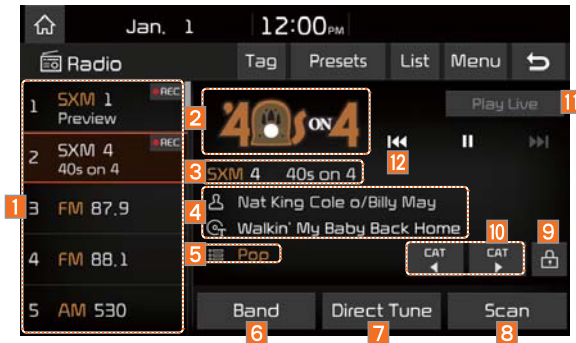 Jan. 1 12:00 PM
Radio Tag Presets List Menu
1 SXM 1 REC
Preview
2 SXM 4 REC
40s on 4
3 FM 87.9
4 FM 88.1
5 AM 530
1
2
'40s ON 4
Play Live 11
12
3 SXM 4 40s on 4
4 Nat King Cole o/Billy May
Walkin' My Baby Back Home
5 Pop
CAT CAT
10 9
Band Direct Tune Scan
6 7 8